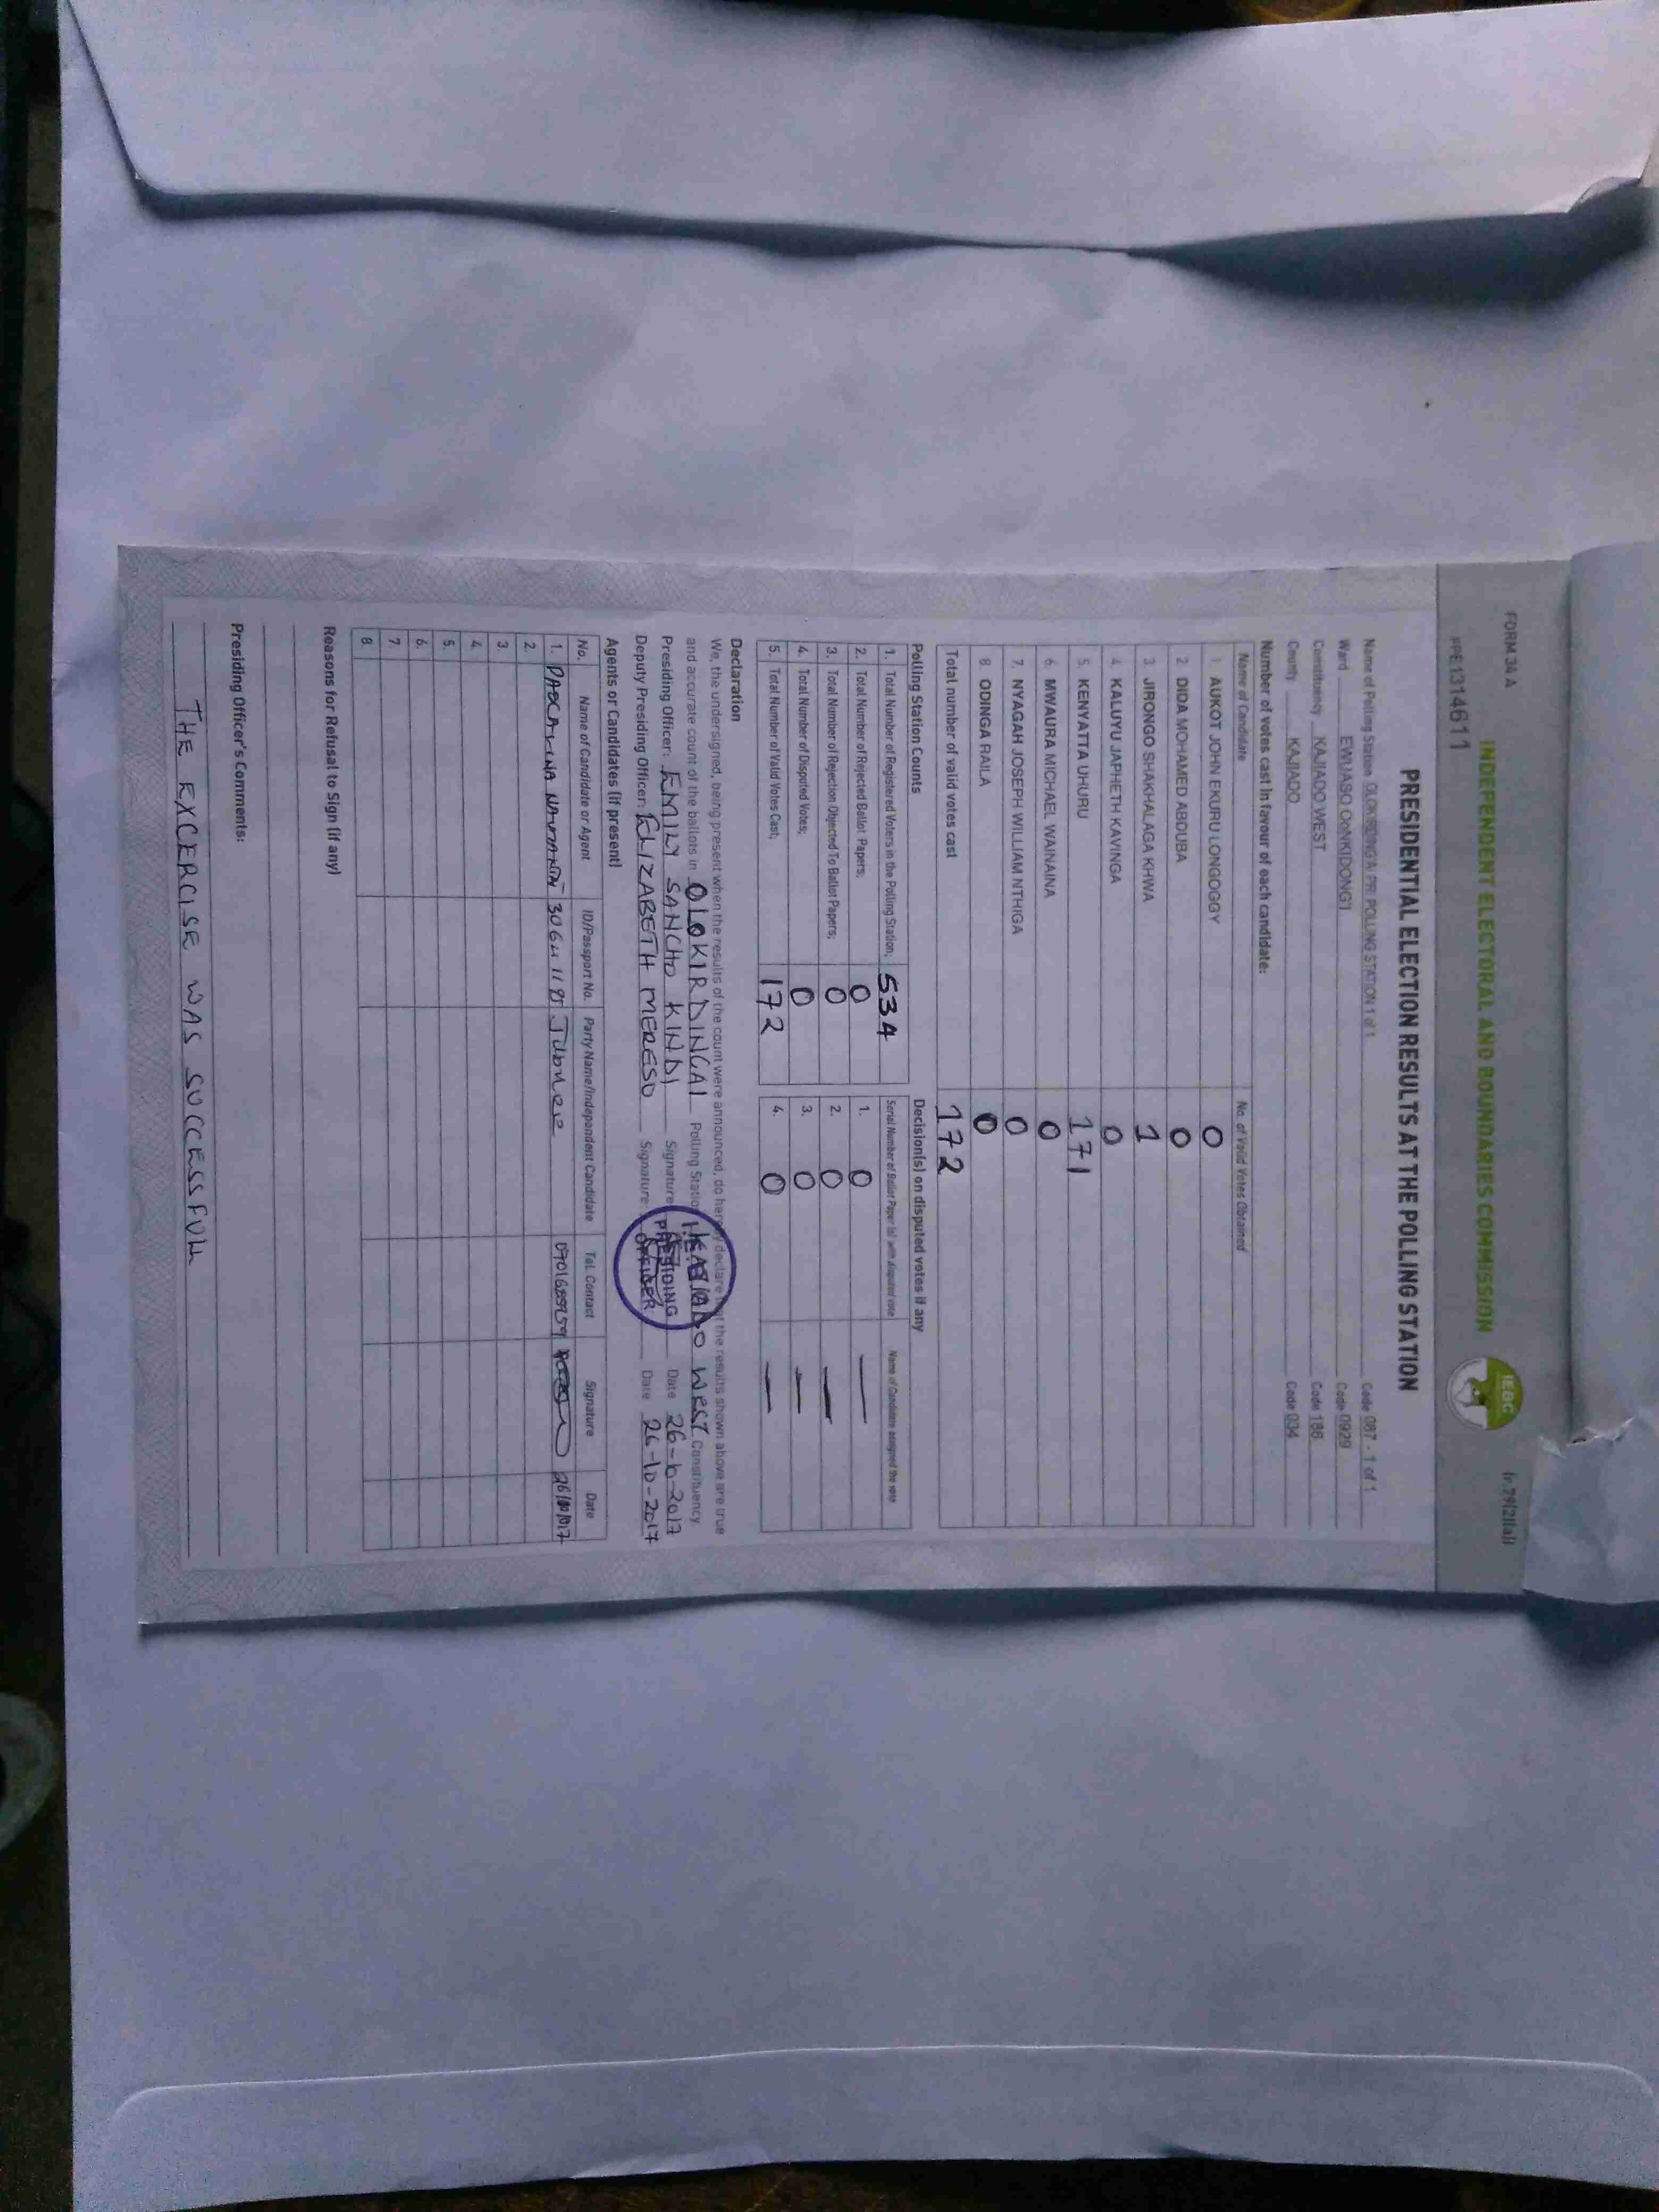 FORM 34 A
(r.79(2)(a))
INDEPENDENT ELECTORAL AND BOUNDARIES COMMISSION
IEBC
PPE1314611
PRESIDENTIAL ELECTION RESULTS AT THE POLLING STATION
Name of Polling Station OLOKIRDINGAI PR. POLLING STATION 1 of 1 Code 087 - 1 of 1
Ward EWUASO OoNKIDONG'I Code 0929
Constituency KAJIADO WEST Code 186
County KAJIADO Code 034
Number of votes cast in favour of each candidate:
Name of Candidate No. of Valid Votes Obtained
1. AUKOT JOHN EKURU LONGOGGY 0
2. DIDA MOHAMED ABDUBA 0
3. JIRONGO SHAKHALAGA KHWA 1
4. KALUYU JAPHETH KAVINGA 0
5. KENYATTA UHURU 171
6. MWAURA MICHAEL WAINAINA 0
7. NYAGAH JOSEPH WILLIAM NTHIGA 0
8. ODINGA RAILA 0
Total number of valid votes cast 172
Polling Station Counts
1. Total Number of Registered Voters in the Polling Station; 534
2. Total Number of Rejected Ballot Papers; 0
3. Total Number of Rejection Objected To Ballot Papers; 0
4. Total Number of Disputed Votes; 0
5. Total Number of Valid Votes Cast; 172
Decision(s) on disputed votes if any
Serial Number of Ballot Paper (s) with disputed vote Name of Candidate assigned the vote
1. 0 —
2. 0 —
3. 0 —
4. 0 —
Declaration
We, the undersigned, being present when the results of the count were announced, do hereby declare that the results shown above are true
and accurate count of the ballots in OLOKIRDINGAI Polling Station KAJIADO WEST Constituency.
Presiding Officer: EMILY SANCHO KINDI Signature Date 26-10-2017
Deputy Presiding Officer: ELIZABETH MERESO Signature Date 26-10-2017
PRESIDING
OFFICER
Agents or Candidates (if present)
No. Name of Candidate or Agent ID/Passport No. Party Name/Independent Candidate Tel. Contact Signature Date
1. Jubilee
2.
3.
4.
5.
6.
7.
8.
Reasons for Refusal to Sign (if any)
Presiding Officer's Comments:
THE EXCERCISE WAS SUCCESSFULL